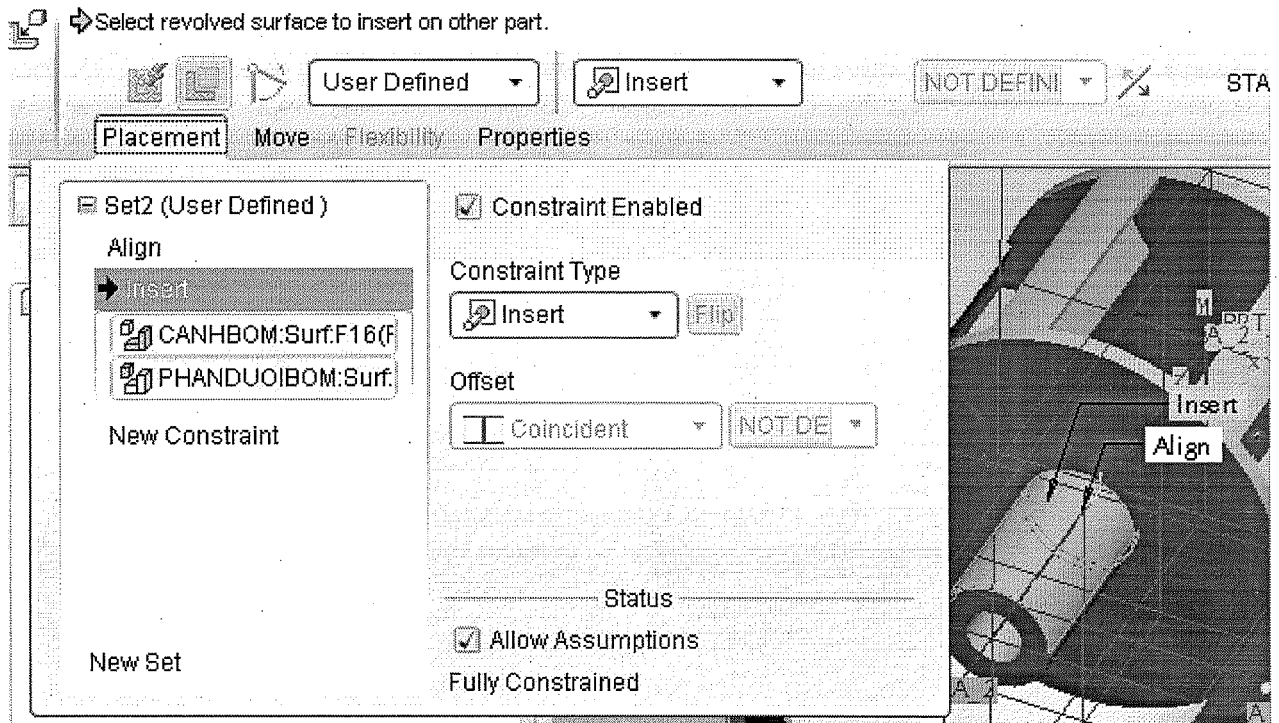 Select revolved surface to insert on other part.
User Defined
Insert
NOT DEFINI
STA
Placement Move Flexibility Properties
Set2 (User Defined )
Align
Insert
CANHBOM:Surf:F16(F
PHANDUOIBOM:Surf:
New Constraint
New Set
Constraint Enabled
Constraint Type
Insert
Flip
Offset
Coincident
NOT DE
Status
Allow Assumptions
Fully Constrained
A_2
Insert
Align
A_2
A